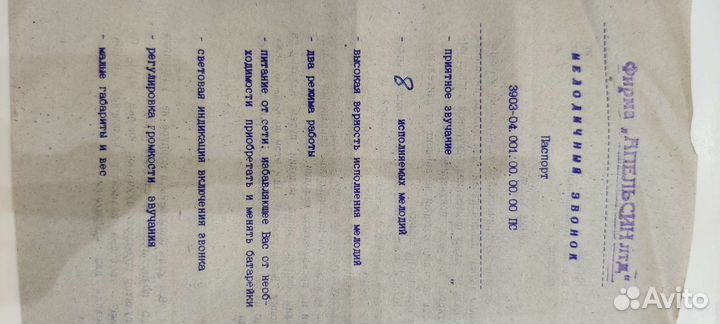 Фирма „АПЕЛЬСИН лтд"
МЕЛОДИЧНЫЙ ЗВОНОК
Паспорт
3903-04.001.00.00.00 ПС
- приятное звучание
- 8 исполняемых мелодий
- высокая верность исполнения мелодий
- два режима работы
- питание от сети, избавляющее Вас от необ-
ходимости приобретать и менять батарейки
- световая индикация включения звонка
- регулировка громкости звучания
- малые габариты и вес
Avito